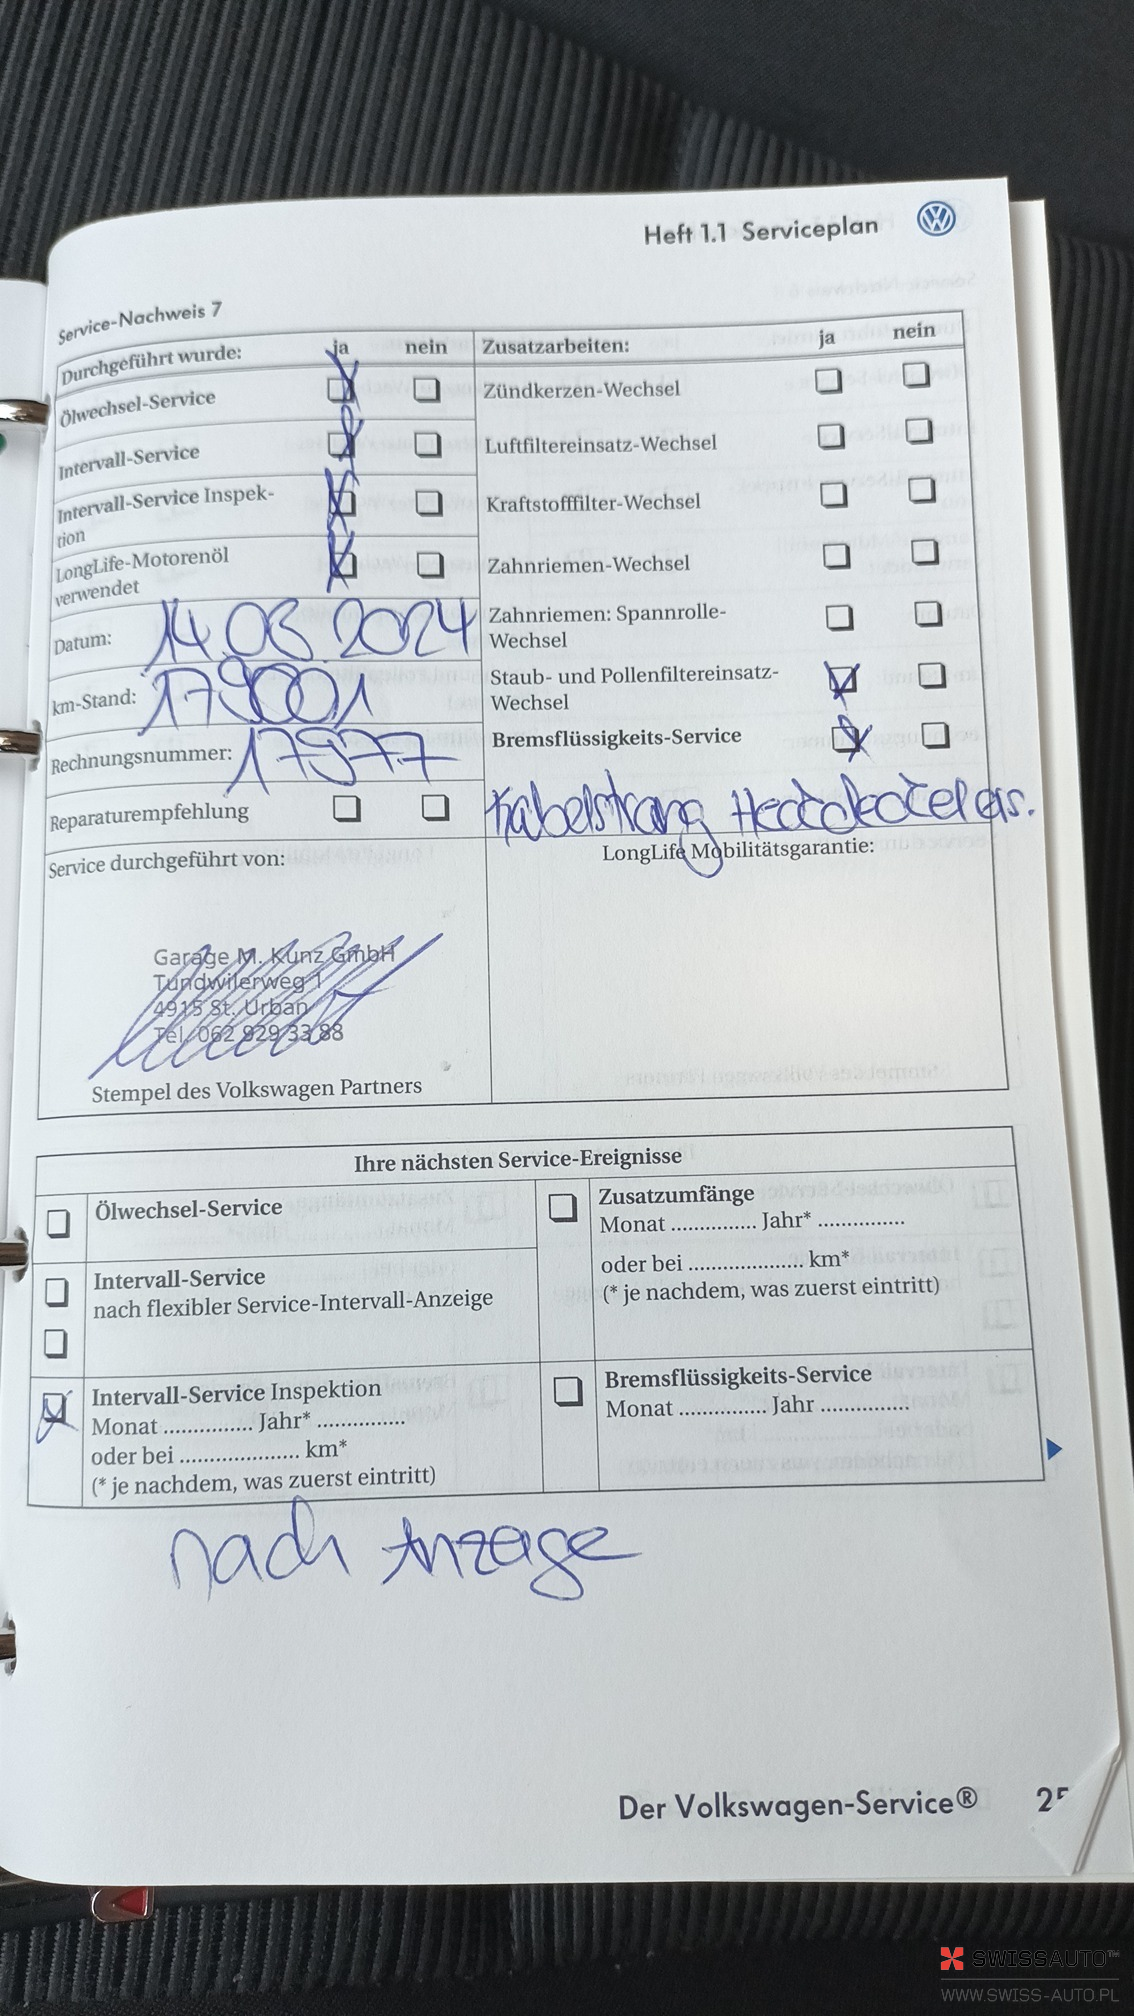 Heft 1.1 Serviceplan
Service-Nachweis 7
Durchgeführt wurde: ja nein
Ölwechsel-Service
Intervall-Service
Intervall-Service Inspek-
tion
LongLife-Motorenöl
verwendet
Datum: 14.08.2024
km-Stand: 179001
Rechnungsnummer: 17977
Reparaturempfehlung
Zusatzarbeiten: ja nein
Zündkerzen-Wechsel
Luftfiltereinsatz-Wechsel
Kraftstofffilter-Wechsel
Zahnriemen-Wechsel
Zahnriemen: Spannrolle-
Wechsel
Staub- und Pollenfiltereinsatz-
Wechsel
Bremsflüssigkeits-Service
Kabelstrang Heckdeckel ers.
Service durchgeführt von:
Garage M. Kunz GmbH
Tundwilerweg 1
4915 St. Urban
Tel. 062 929 33 88
Stempel des Volkswagen Partners
LongLife Mobilitätsgarantie:
Ihre nächsten Service-Ereignisse
Ölwechsel-Service
Intervall-Service
nach flexibler Service-Intervall-Anzeige
Intervall-Service Inspektion
Monat ............... Jahr* ...............
oder bei .................... km*
(* je nachdem, was zuerst eintritt)
Zusatzumfänge
Monat ............... Jahr* ...............
oder bei .................... km*
(* je nachdem, was zuerst eintritt)
Bremsflüssigkeits-Service
Monat ............... Jahr ...............
nach Anzeige
Der Volkswagen-Service®
SWISSAUTO™
WWW.SWISS-AUTO.PL